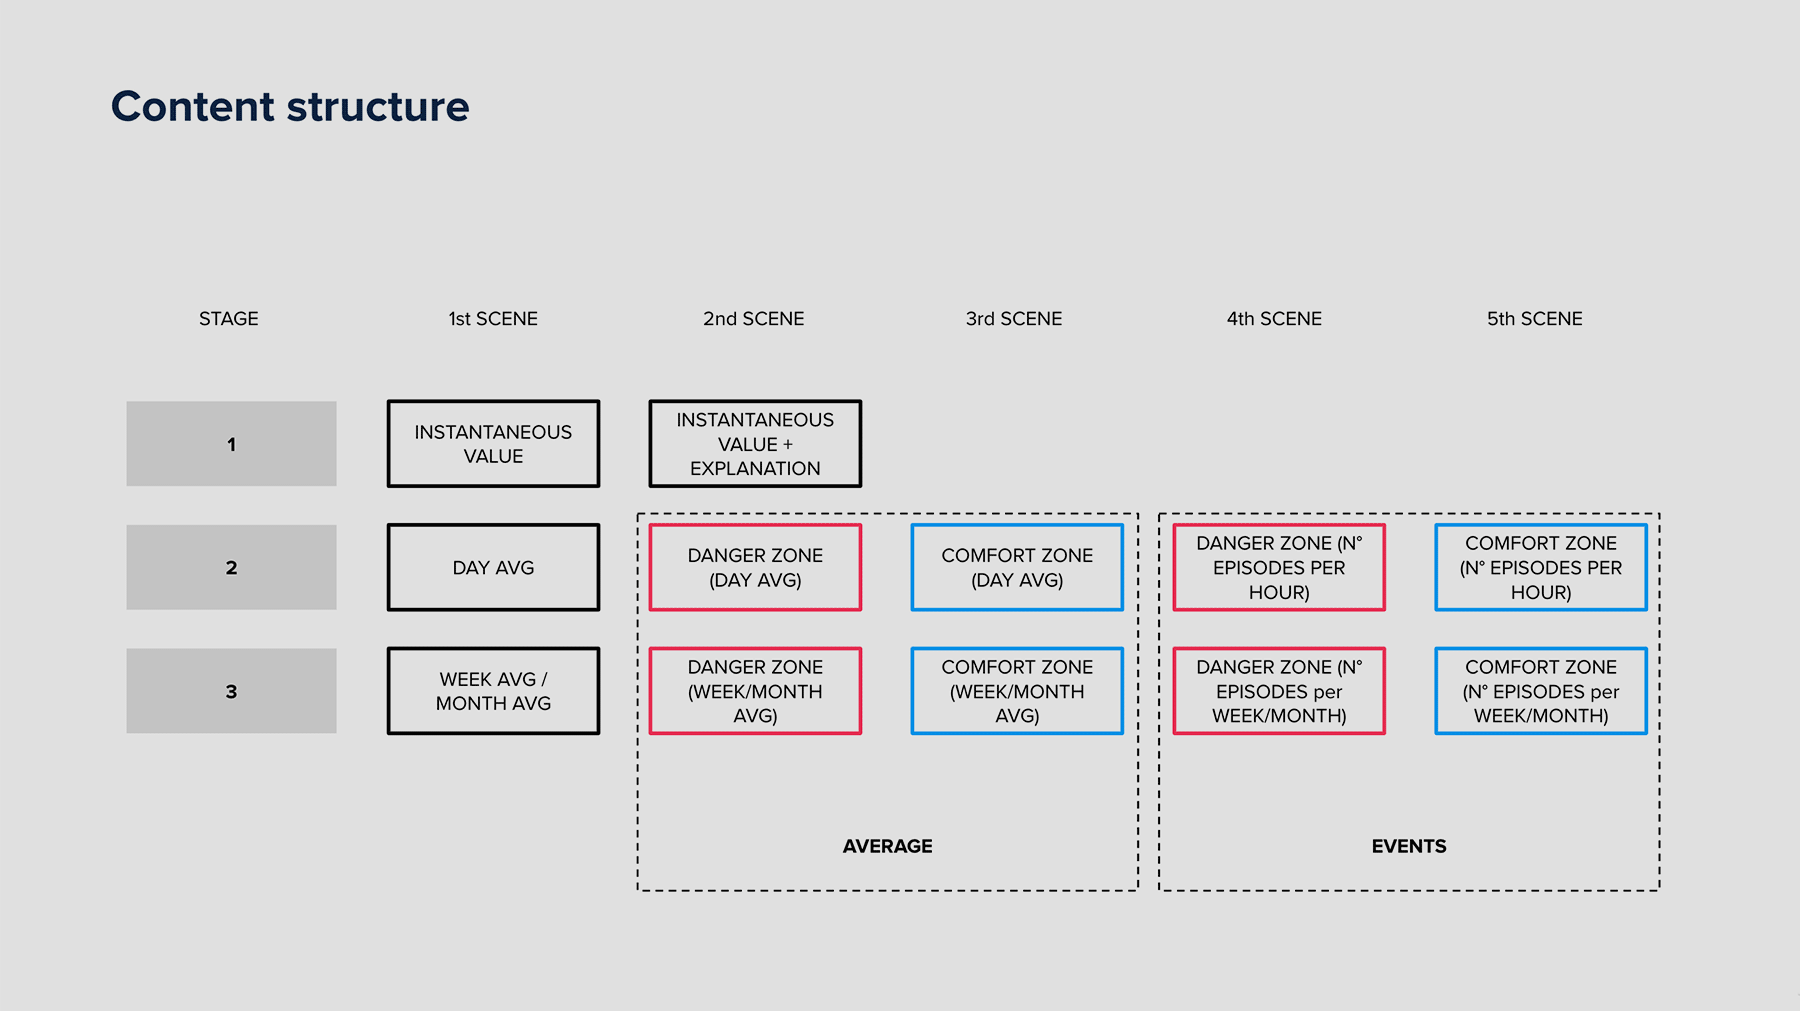 Content structure
STAGE
1st SCENE
2nd SCENE
3rd SCENE
4th SCENE
5th SCENE
1
INSTANTANEOUS
VALUE
INSTANTANEOUS
VALUE +
EXPLANATION
2
DAY AVG
DANGER ZONE
(DAY AVG)
COMFORT ZONE
(DAY AVG)
DANGER ZONE (N°
EPISODES PER
HOUR)
COMFORT ZONE
(N° EPISODES PER
HOUR)
3
WEEK AVG /
MONTH AVG
DANGER ZONE
(WEEK/MONTH
AVG)
COMFORT ZONE
(WEEK/MONTH
AVG)
DANGER ZONE (N°
EPISODES per
WEEK/MONTH)
COMFORT ZONE
(N° EPISODES per
WEEK/MONTH)
AVERAGE
EVENTS